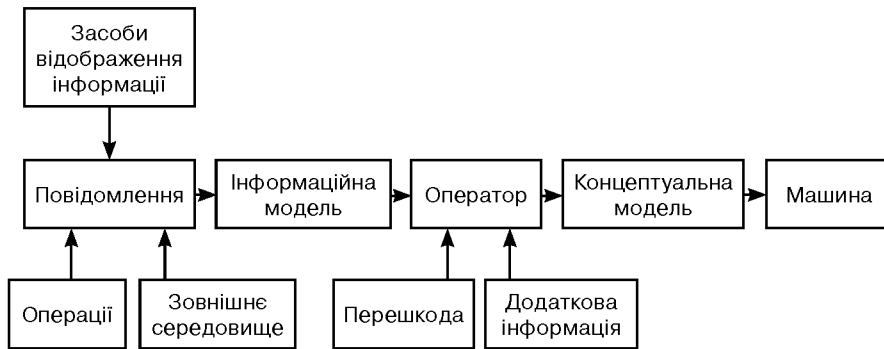 Засоби
відображення
інформації
Повідомлення
Інформаційна
модель
Оператор
Концептуальна
модель
Машина
Операції
Зовнішнє
середовище
Перешкода
Додаткова
інформація